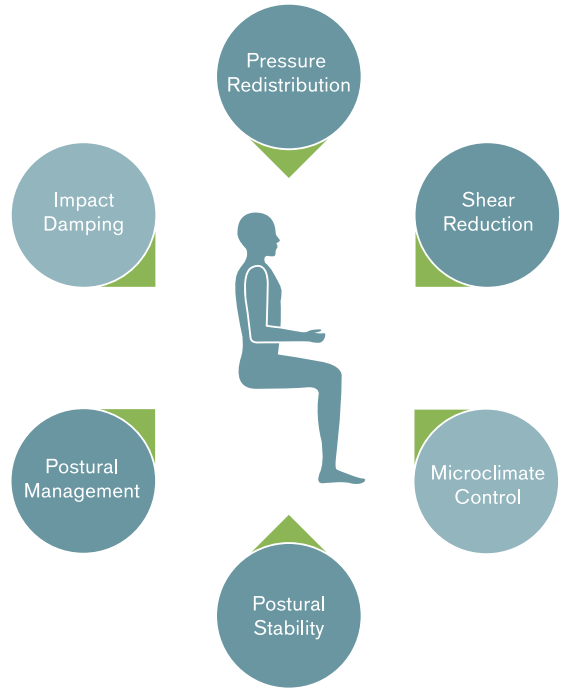 Pressure
Redistribution
Impact
Damping
Shear
Reduction
Postural
Management
Microclimate
Control
Postural
Stability